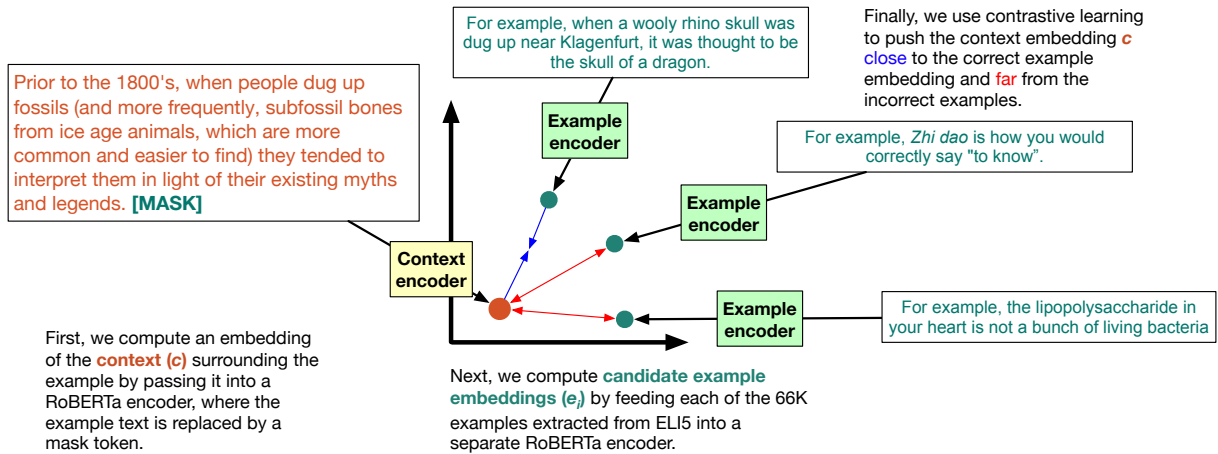 Prior to the 1800's, when people dug up
fossils (and more frequently, subfossil bones
from ice age animals, which are more
common and easier to find) they tended to
interpret them in light of their existing myths
and legends. [MASK]
Context
encoder
First, we compute an embedding
of the context (c) surrounding the
example by passing it into a
RoBERTa encoder, where the
example text is replaced by a
mask token.
For example, when a wooly rhino skull was
dug up near Klagenfurt, it was thought to be
the skull of a dragon.
Example
encoder
For example, Zhi dao is how you would
correctly say "to know”.
Example
encoder
For example, the lipopolysaccharide in
your heart is not a bunch of living bacteria
Example
encoder
Next, we compute candidate example
embeddings (ei) by feeding each of the 66K
examples extracted from ELI5 into a
separate RoBERTa encoder.
Finally, we use contrastive learning
to push the context embedding c
close to the correct example
embedding and far from the
incorrect examples.